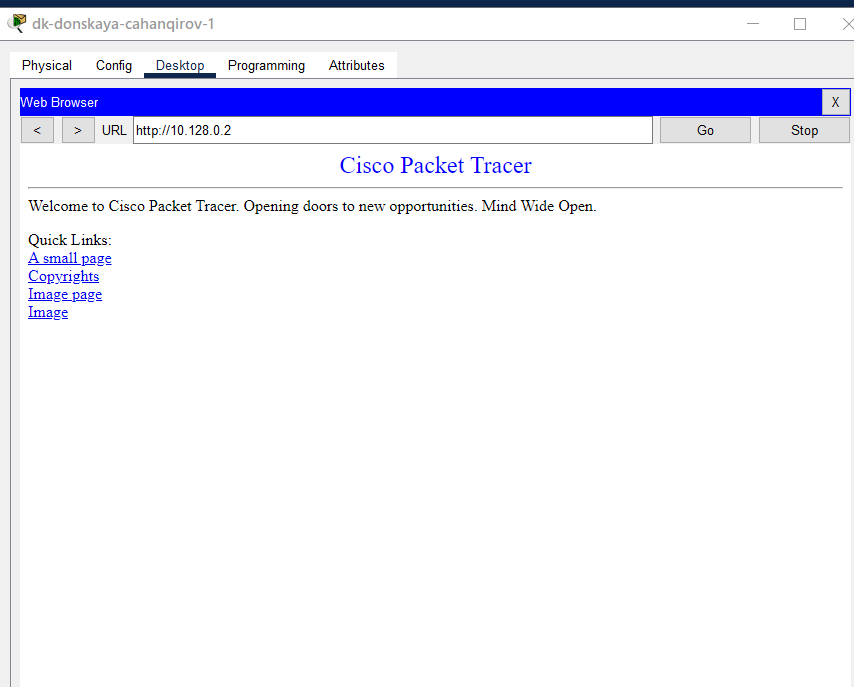 dk-donskaya-cahanqirov-1
Physical Config Desktop Programming Attributes
Web Browser X
< > URL http://10.128.0.2 Go Stop
Cisco Packet Tracer
Welcome to Cisco Packet Tracer. Opening doors to new opportunities. Mind Wide Open.
Quick Links:
A small page
Copyrights
Image page
Image